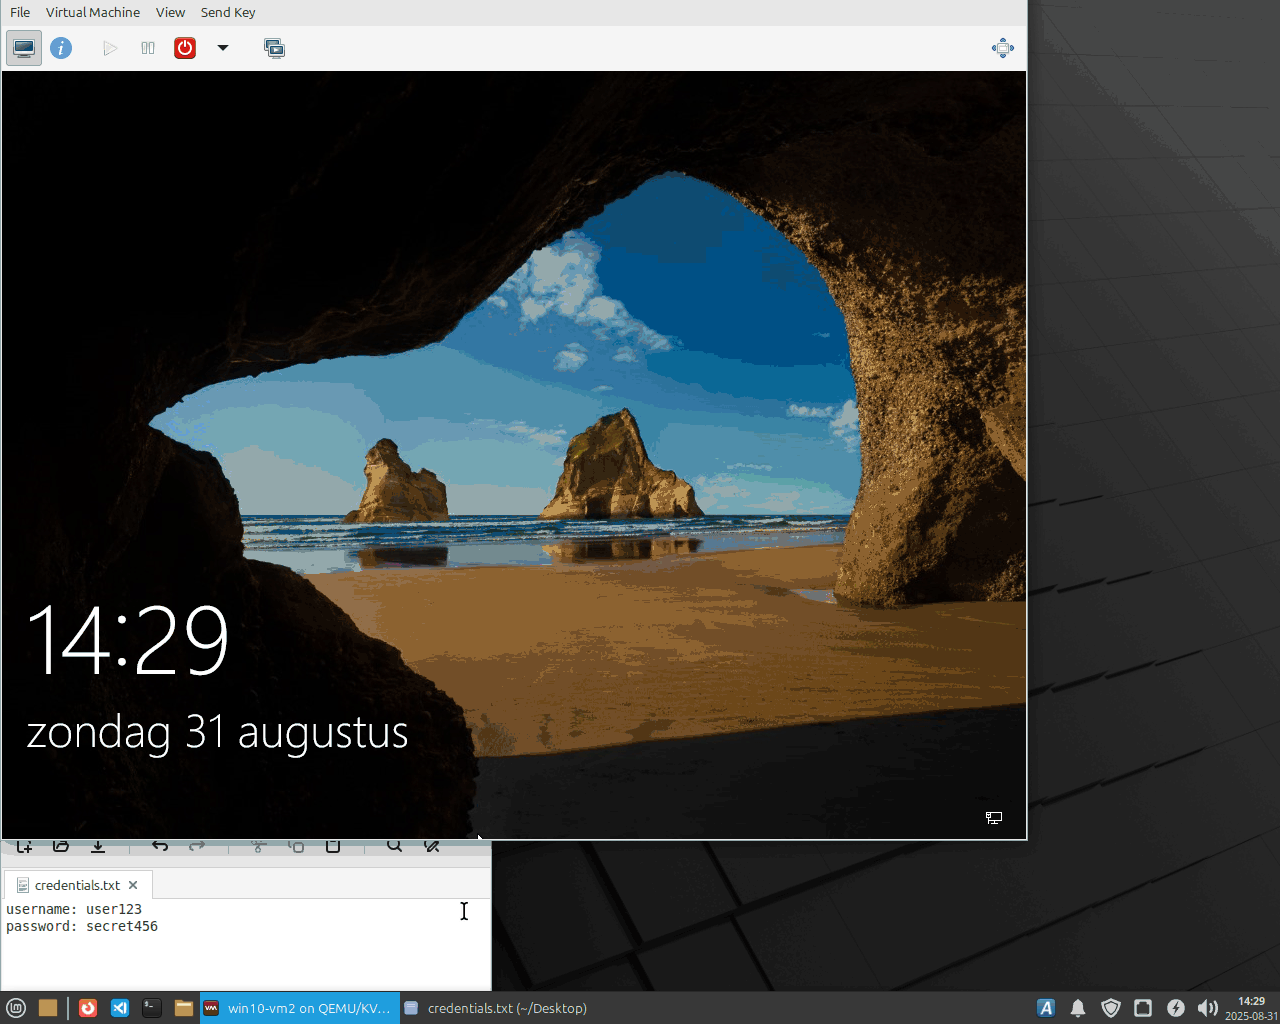 File Virtual Machine View Send Key
14:29
zondag 31 augustus
credentials.txt
username: user123
password: secret456
win10-vm2 on QEMU/KV... credentials.txt (~/Desktop) 14:29
2025-08-31